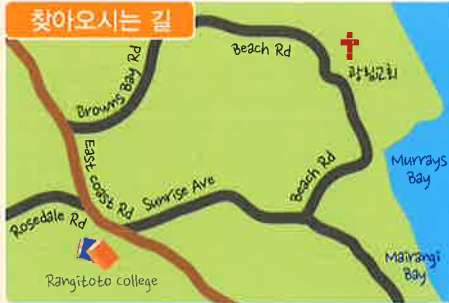 찾아오시는 길
Beach Rd
Browns Bay Rd
광림교회
East coast Rd
Sunrise Ave
Beach Rd
Murrays
Bay
Rosedale Rd
Rangitoto college
Mairangi
Bay